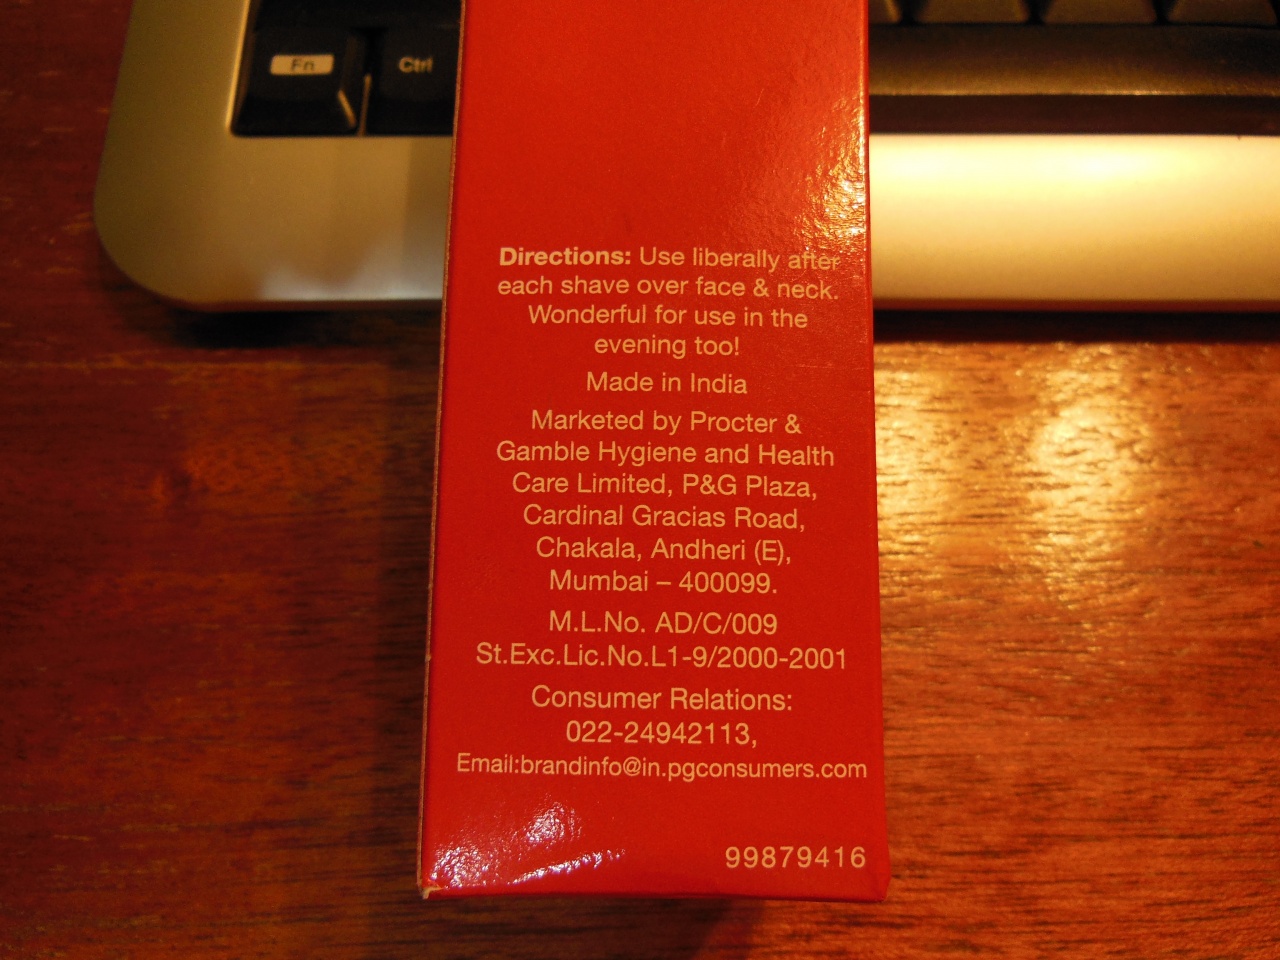 Fn
Ctrl
Directions: Use liberally after
each shave over face & neck.
Wonderful for use in the
evening too!
Made in India
Marketed by Procter &
Gamble Hygiene and Health
Care Limited, P&G Plaza,
Cardinal Gracias Road,
Chakala, Andheri (E),
Mumbai – 400099.
M.L.No. AD/C/009
St.Exc.Lic.No.L1-9/2000-2001
Consumer Relations:
022-24942113,
Email:brandinfo@in.pgconsumers.com
99879416